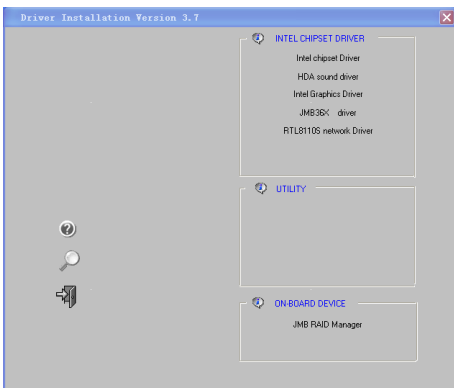 Driver Installation Version 3.7
INTEL CHIPSET DRIVER
Intel chipset Driver
HDA sound driver
Intel Graphics Driver
JMB36X driver
RTL8110S network Driver
UTILITY
ON-BOARD DEVICE
JMB RAID Manager